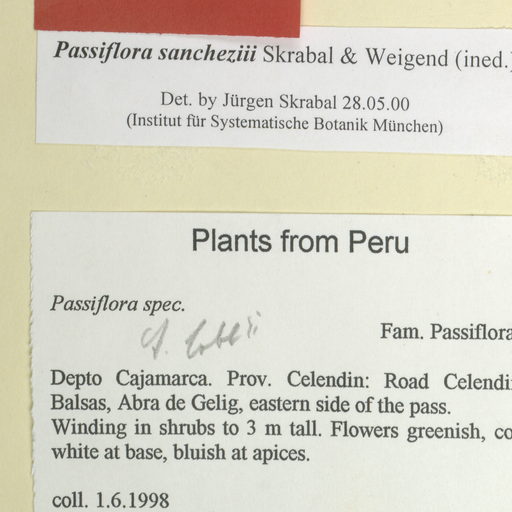 Passiflora sancheziii Skrabal & Weigend (ined.)
Det. by Jürgen Skrabal 28.05.00
(Institut für Systematische Botanik München)
Plants from Peru
Passiflora spec.
Fam. Passiflora
Depto Cajamarca. Prov. Celendin: Road Celendi
Balsas, Abra de Gelig, eastern side of the pass.
Winding in shrubs to 3 m tall. Flowers greenish, co
white at base, bluish at apices.
coll. 1.6.1998